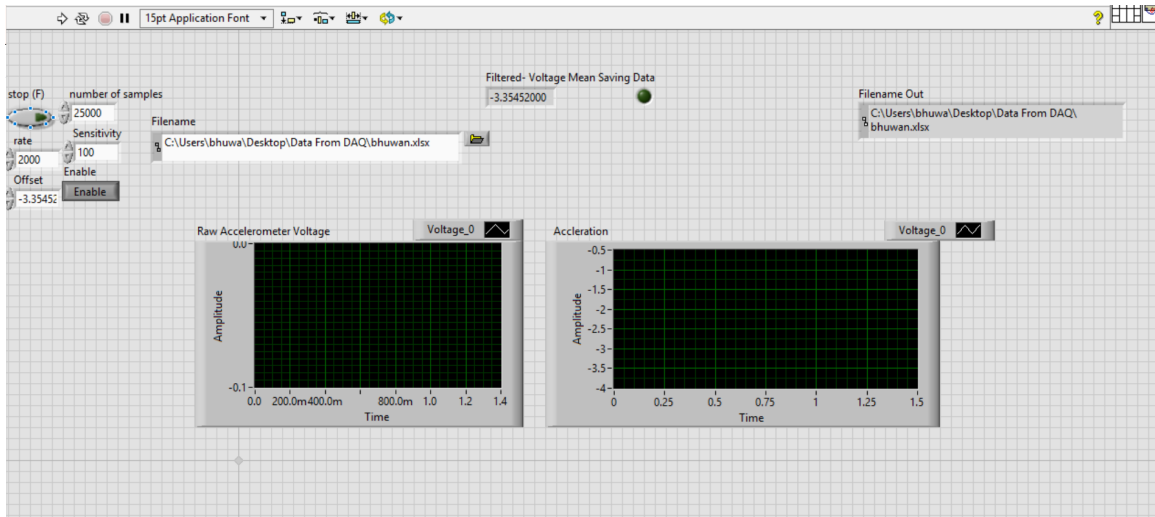 15pt Application Font
?
Filtered- Voltage Mean Saving Data
-3.35452000
stop (F)
number of samples
25000
Filename Out
C:\Users\bhuwa\Desktop\Data From DAQ\
bhuwan.xlsx
Filename
C:\Users\bhuwa\Desktop\Data From DAQ\bhuwan.xlsx
rate
Sensitivity
2000
100
Offset
Enable
-3.35452
Enable
Raw Accelerometer Voltage
Voltage_0
0.0
Amplitude
-0.1
0.0 200.0m 400.0m 800.0m 1.0 1.2 1.4
Time
Accleration
Voltage_0
-0.5
-1
-1.5
-2
-2.5
-3
-3.5
-4
Amplitude
0 0.25 0.5 0.75 1 1.25 1.5
Time